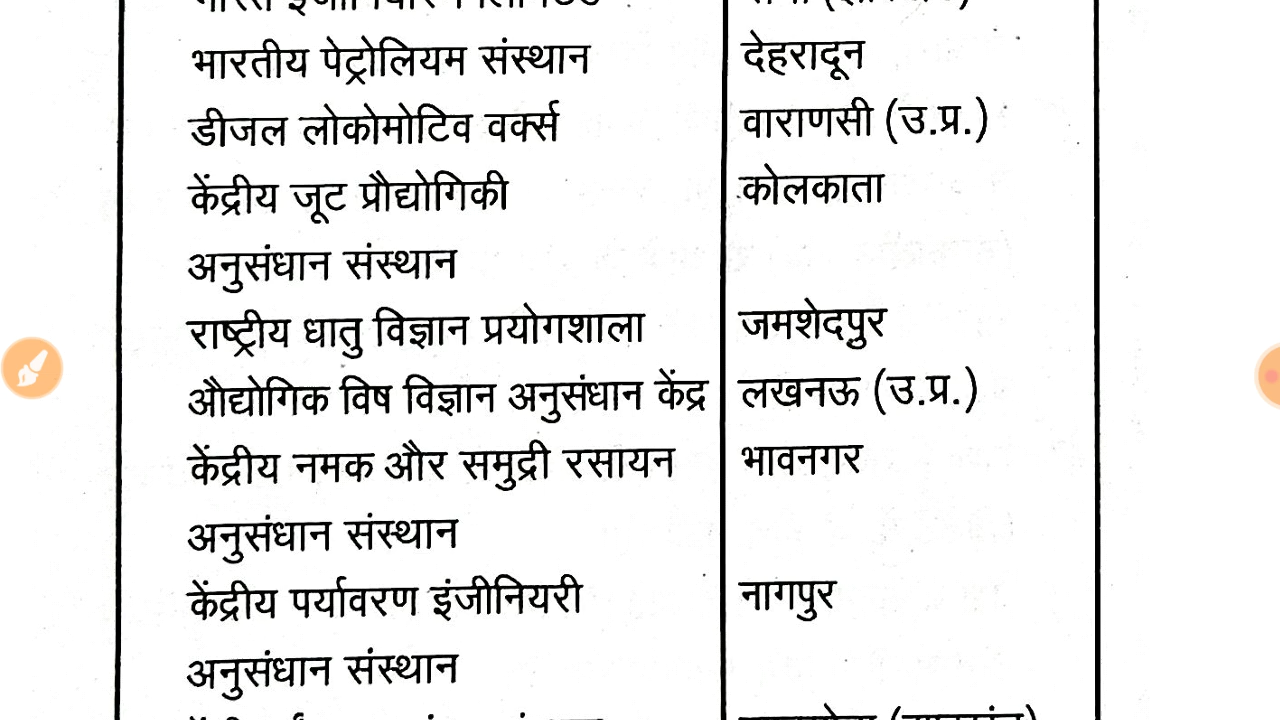 भारतीय पेट्रोलियम संस्थान देहरादून
डीजल लोकोमोटिव वर्क्स वाराणसी (उ.प्र.)
केंद्रीय जूट प्रौद्योगिकी कोलकाता
अनुसंधान संस्थान
राष्ट्रीय धातु विज्ञान प्रयोगशाला जमशेदपुर
औद्योगिक विष विज्ञान अनुसंधान केंद्र लखनऊ (उ.प्र.)
केंद्रीय नमक और समुद्री रसायन भावनगर
अनुसंधान संस्थान
केंद्रीय पर्यावरण इंजीनियरी नागपुर
अनुसंधान संस्थान